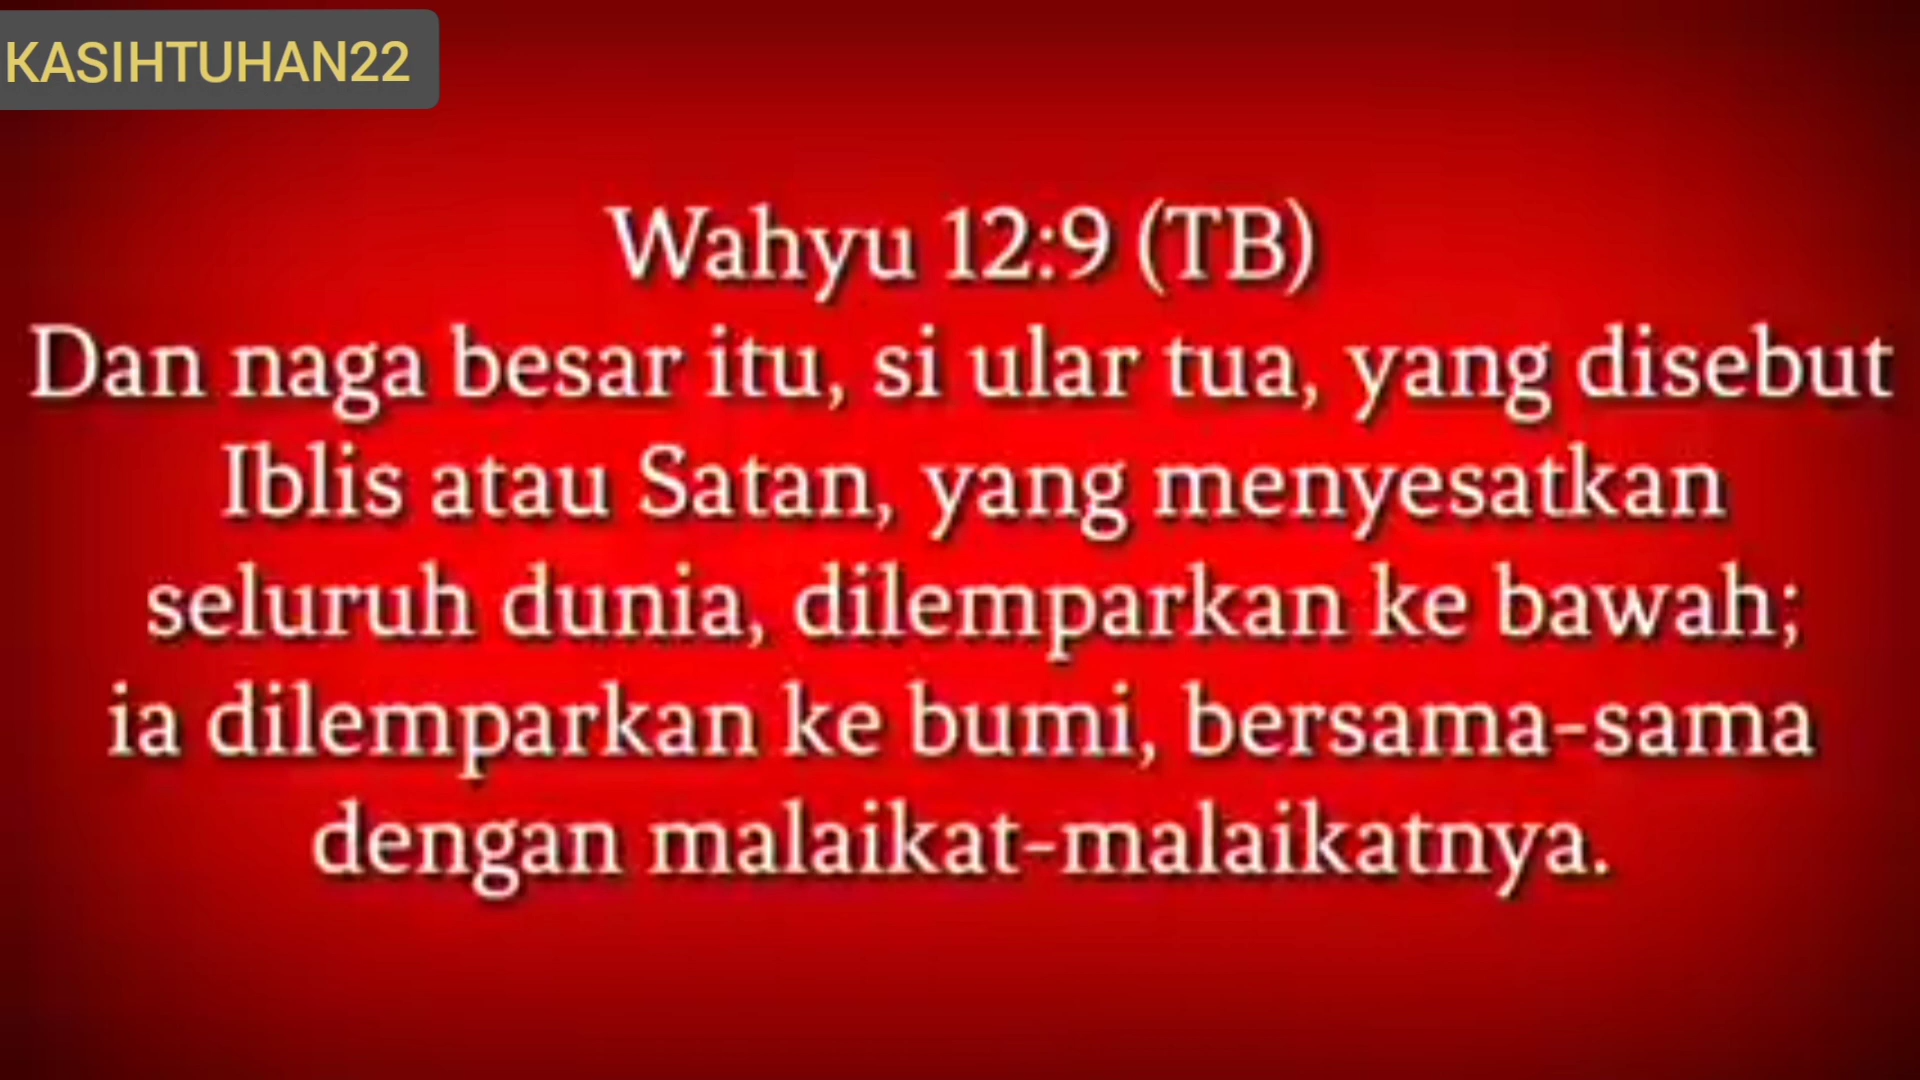 KASIHTUHAN22
Wahyu 12:9 (TB)
Dan naga besar itu, si ular tua, yang disebut
Iblis atau Satan, yang menyesatkan
seluruh dunia, dilemparkan ke bawah;
ia dilemparkan ke bumi, bersama-sama
dengan malaikat-malaikatnya.